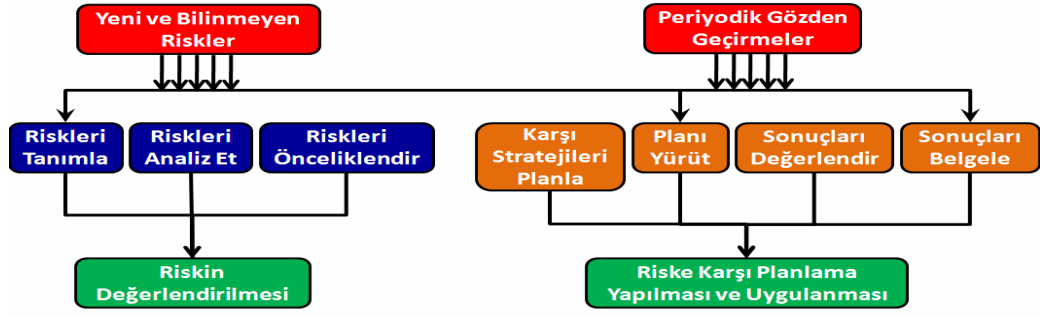 Yeni ve Bilinmeyen
Riskler
Periyodik Gözden
Geçirmeler
Riskleri
Tanımla
Riskleri
Analiz Et
Riskleri
Önceliklendir
Karşı
Stratejileri
Planla
Planı
Yürüt
Sonuçları
Değerlendir
Sonuçları
Belgele
Riskin
Değerlendirilmesi
Riske Karşı Planlama
Yapılması ve Uygulanması